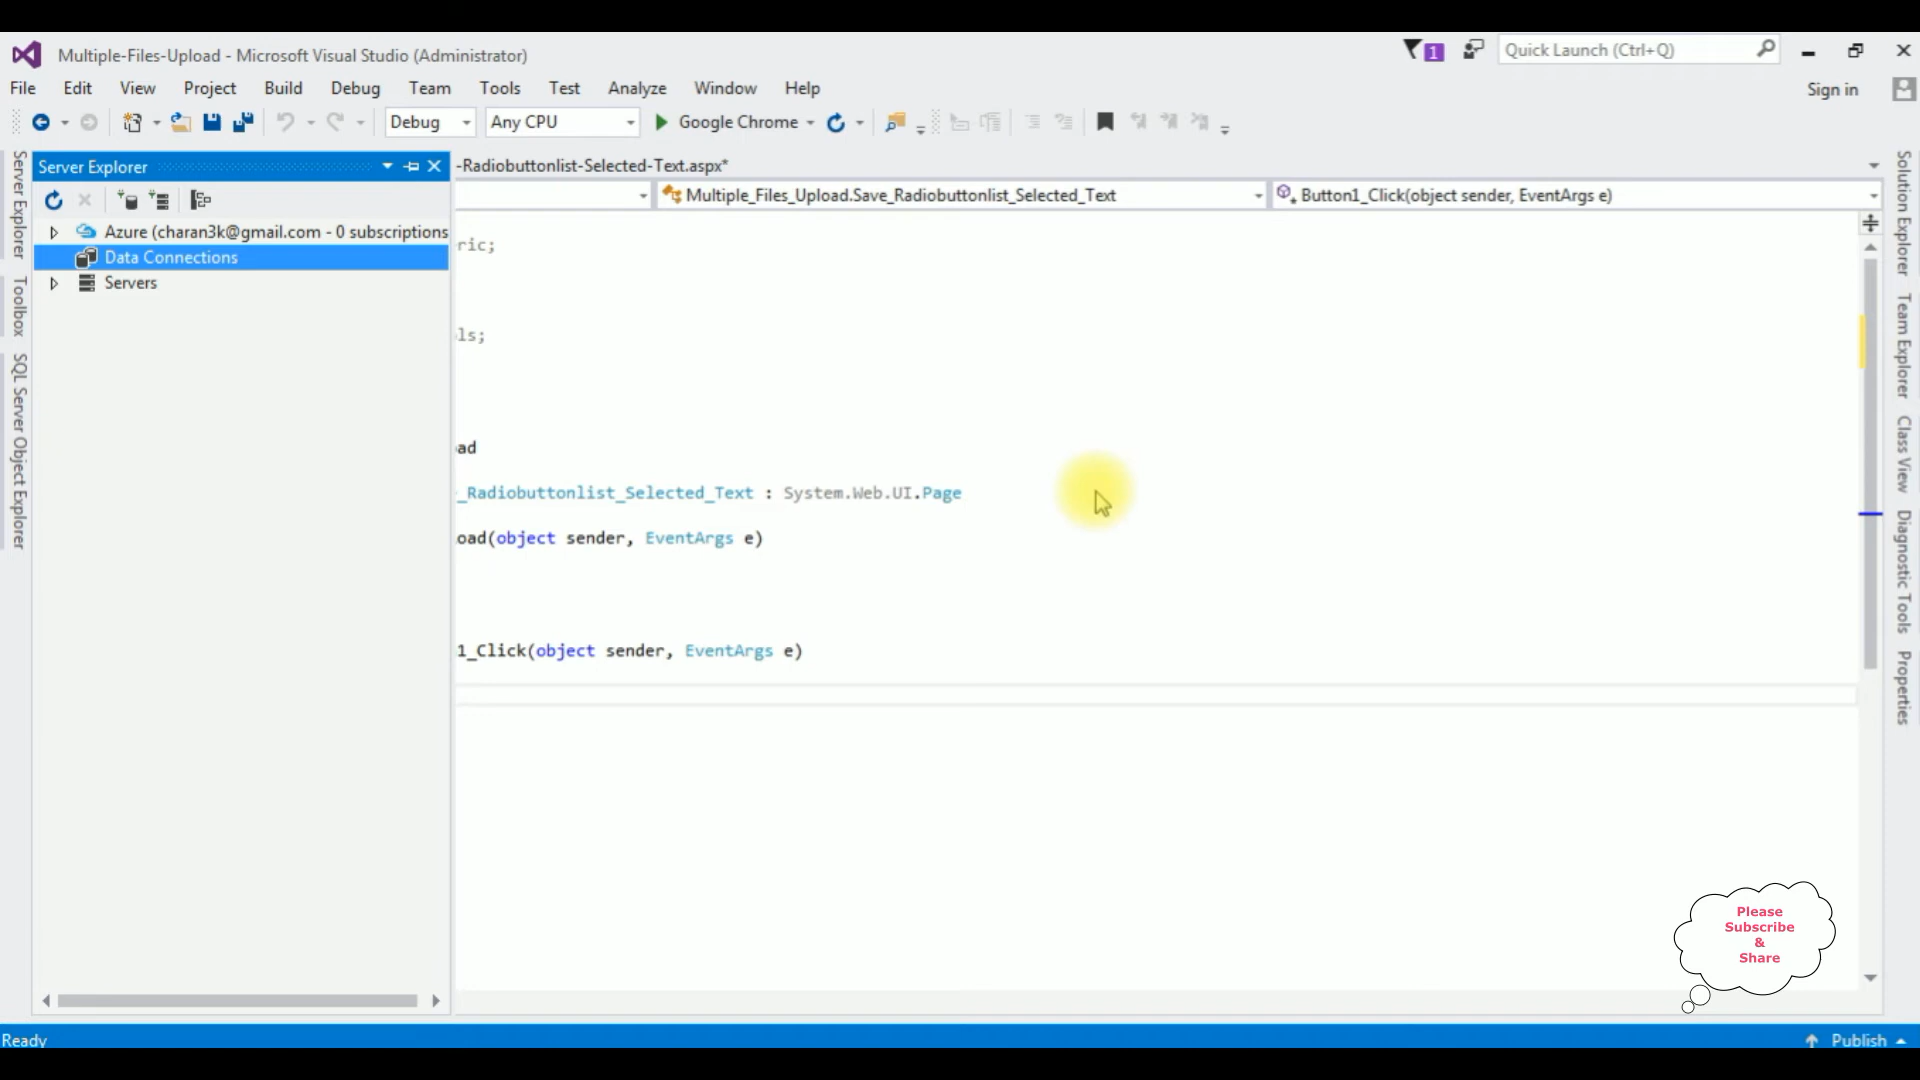 Multiple-Files-Upload - Microsoft Visual Studio (Administrator)
1
Quick Launch (Ctrl+Q)
File Edit View Project Build Debug Team Tools Test Analyze Window Help
Sign in
Debug
Any CPU
Google Chrome
Server Explorer
Toolbox
SQL Server Object Explorer
Server Explorer
Azure (charan3k@gmail.com - 0 subscriptions
Data Connections
Servers
-Radiobuttonlist-Selected-Text.aspx*
Multiple_Files_Upload.Save_Radiobuttonlist_Selected_Text
Button1_Click(object sender, EventArgs e)
ric;
ls;
ad
_Radiobuttonlist_Selected_Text : System.Web.UI.Page
oad(object sender, EventArgs e)
1_Click(object sender, EventArgs e)
Solution Explorer
Team Explorer
Class View
Diagnostic Tools
Properties
Please
Subscribe
&
Share
Ready
Publish